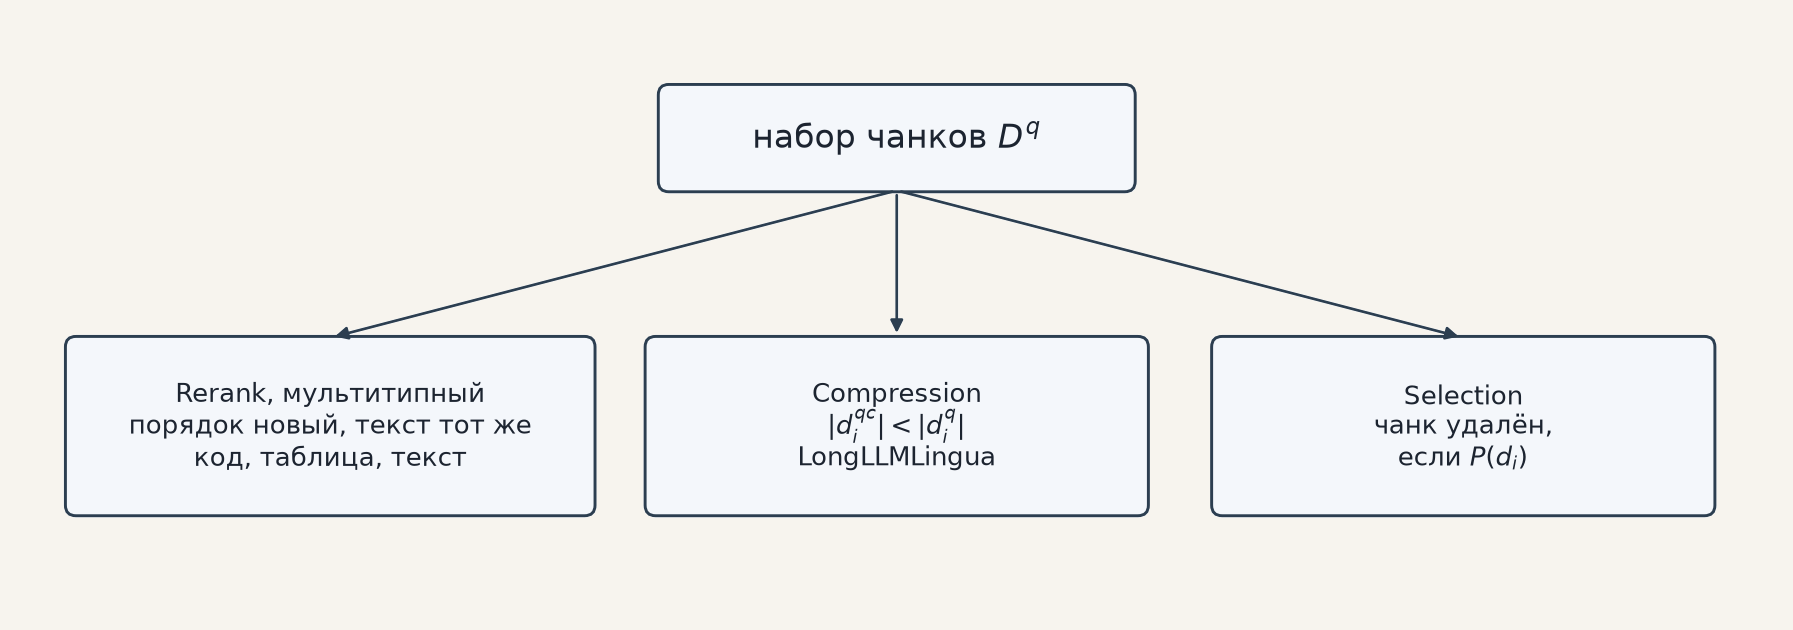 набор чанков $D^q$
Rerank, мультитипный
порядок новый, текст тот же
код, таблица, текст
Compression
$|d_i^{qc}| < |d_i^q|$
LongLLMLingua
Selection
чанк удалён,
если $P(d_i)$